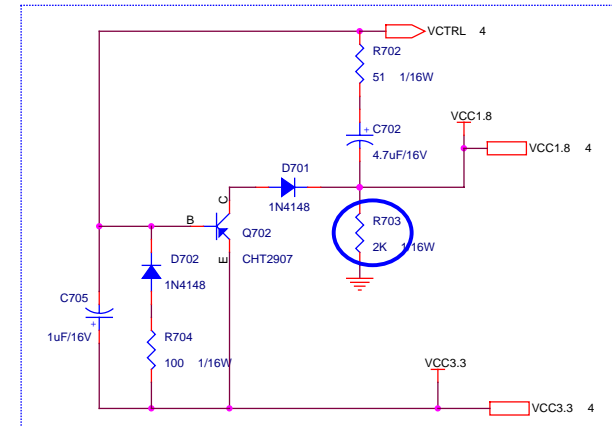 VCTRL 4
R702
51 1/16W
VCC1.8
C702
+
4.7uF/16V
VCC1.8 4
D701
1N4148
C
B
E
Q702
CHT2907
R703
2K 1/16W
D702
1N4148
C705
+
1uF/16V
R704
100 1/16W
VCC3.3
VCC3.3 4